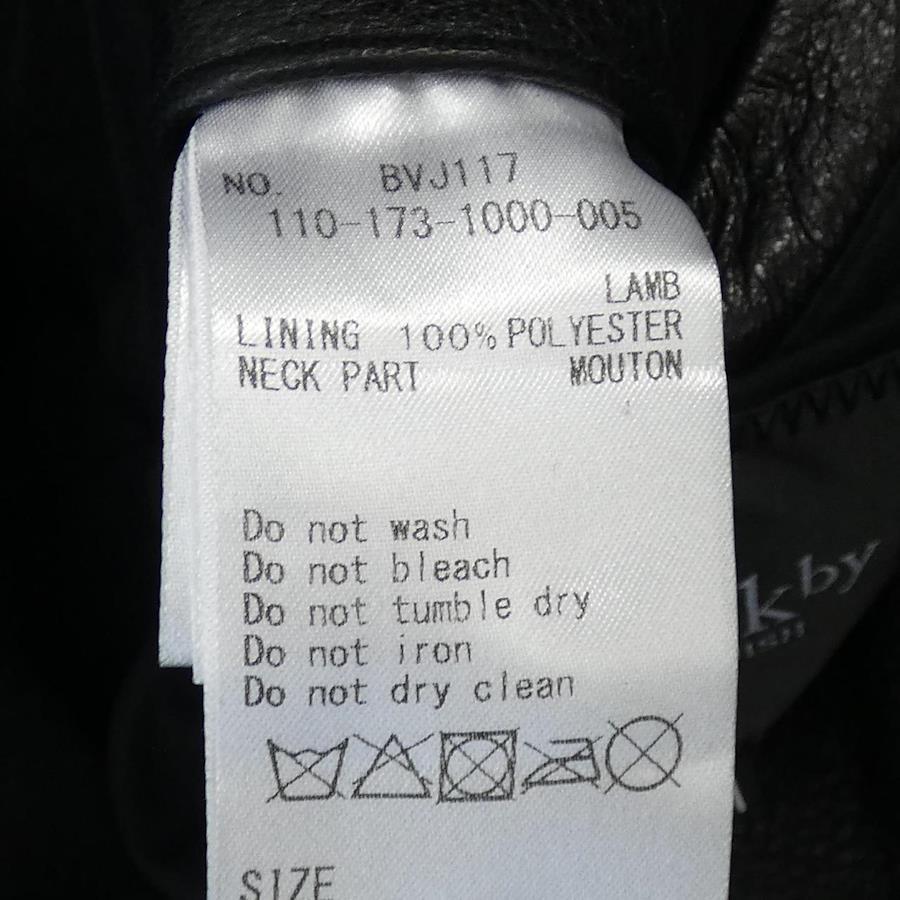 NO. BVJ117
110-173-1000-005
LAMB
LINING 100% POLYESTER
NECK PART MOUTON
Do not wash
Do not bleach
Do not tumble dry
Do not iron
Do not dry clean
SIZE
by